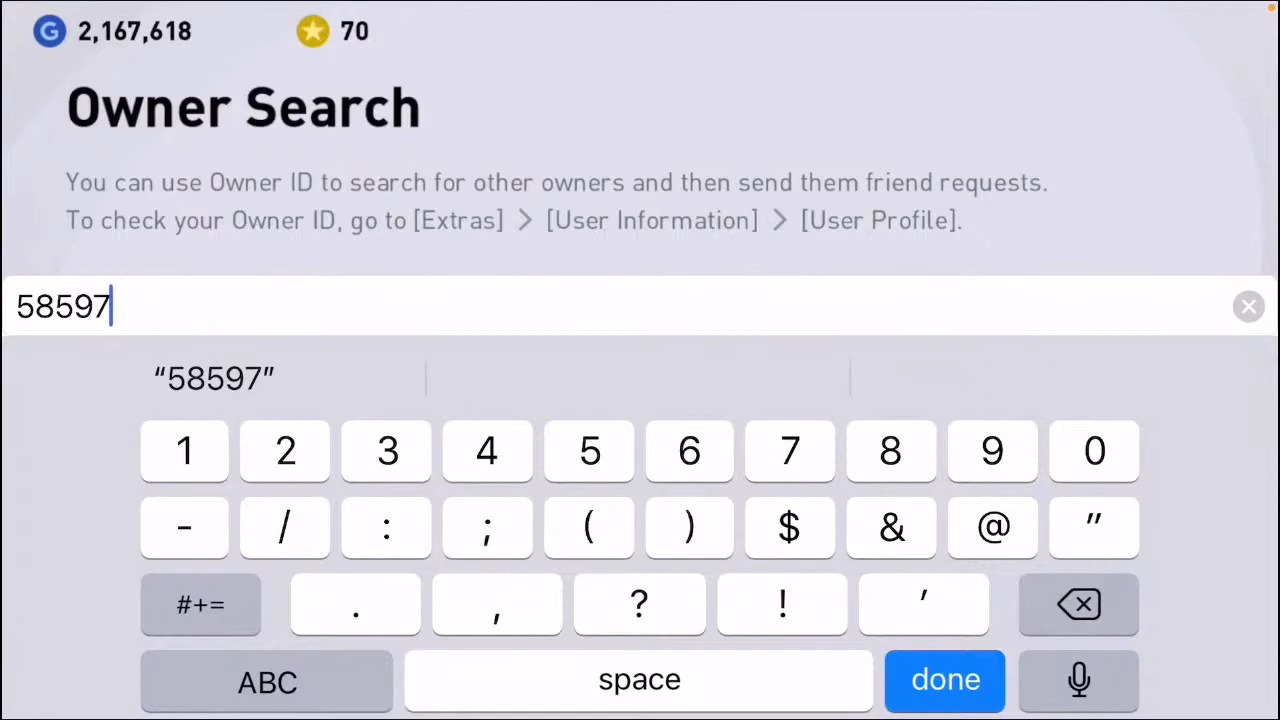 G 2,167,618 70
Owner Search
You can use Owner ID to search for other owners and then send them friend requests.
To check your Owner ID, go to [Extras] > [User Information] > [User Profile].
58597
“58597”
1 2 3 4 5 6 7 8 9 0
- / : ; ( ) $ & @ "
#+= . , ? ! '
ABC space done